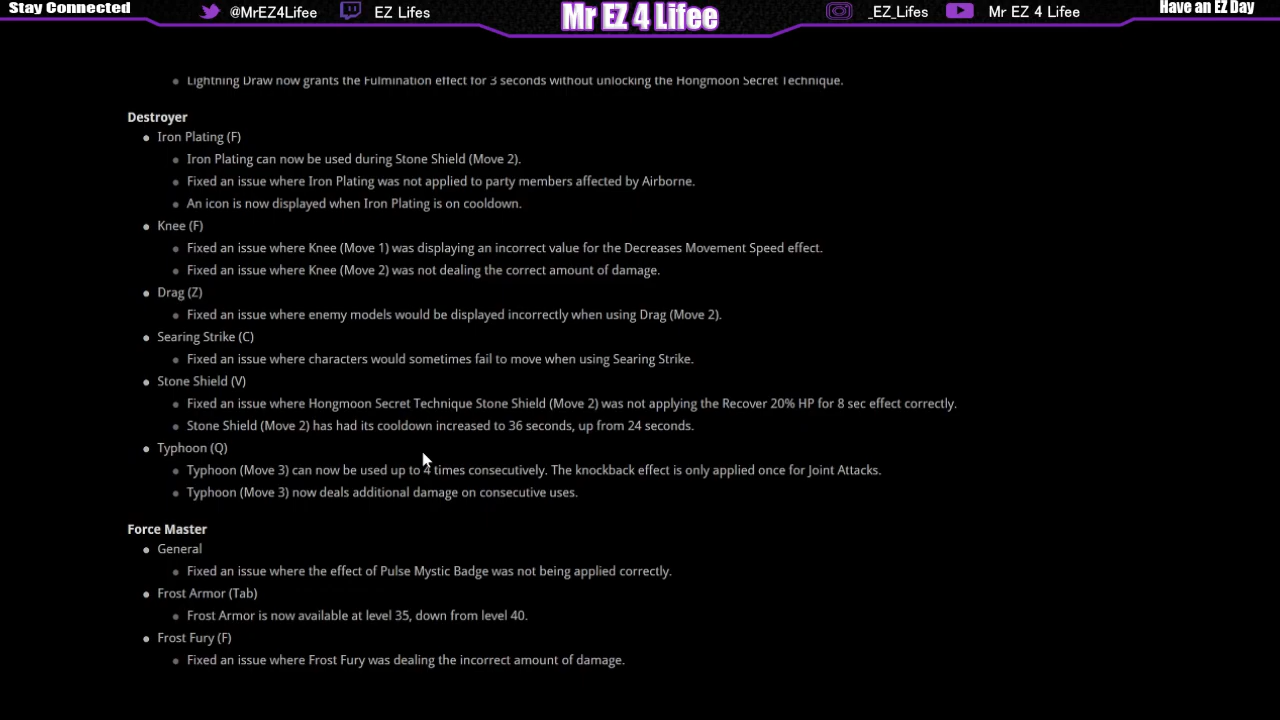 Stay Connected
@MrEZ4Lifee
EZ Lifes
Mr EZ 4 Lifee
_EZ_Lifes
Mr EZ 4 Lifee
Have an EZ Day
Lightning Draw now grants the Fulmination effect for 3 seconds without unlocking the Hongmoon Secret Technique.
Destroyer
Iron Plating (F)
Iron Plating can now be used during Stone Shield (Move 2).
Fixed an issue where Iron Plating was not applied to party members affected by Airborne.
An icon is now displayed when Iron Plating is on cooldown.
Knee (F)
Fixed an issue where Knee (Move 1) was displaying an incorrect value for the Decreases Movement Speed effect.
Fixed an issue where Knee (Move 2) was not dealing the correct amount of damage.
Drag (Z)
Fixed an issue where enemy models would be displayed incorrectly when using Drag (Move 2).
Searing Strike (C)
Fixed an issue where characters would sometimes fail to move when using Searing Strike.
Stone Shield (V)
Fixed an issue where Hongmoon Secret Technique Stone Shield (Move 2) was not applying the Recover 20% HP for 8 sec effect correctly.
Stone Shield (Move 2) has had its cooldown increased to 36 seconds, up from 24 seconds.
Typhoon (Q)
Typhoon (Move 3) can now be used up to 4 times consecutively. The knockback effect is only applied once for Joint Attacks.
Typhoon (Move 3) now deals additional damage on consecutive uses.
Force Master
General
Fixed an issue where the effect of Pulse Mystic Badge was not being applied correctly.
Frost Armor (Tab)
Frost Armor is now available at level 35, down from level 40.
Frost Fury (F)
Fixed an issue where Frost Fury was dealing the incorrect amount of damage.